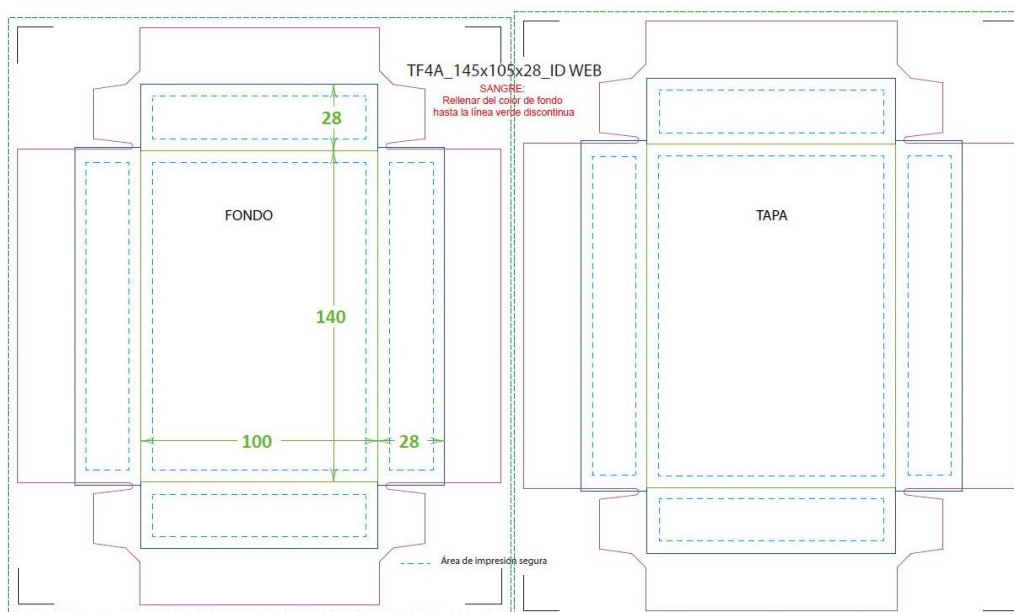 TF4A_145x105x28_ID WEB
SANGRE:
Rellenar del color de fondo
hasta la línea verde discontinua
28
FONDO
TAPA
140
100
28
Área de impresión segura